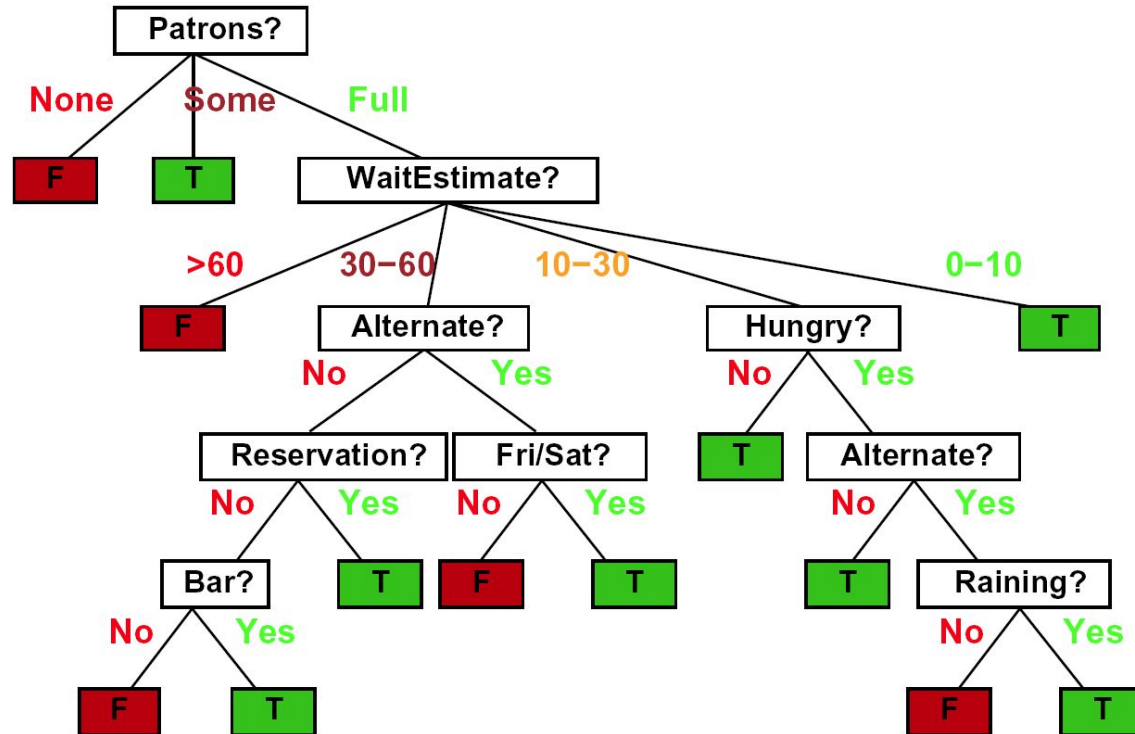 Patrons?
None Some Full
F T WaitEstimate?
>60 30−60 10−30 0−10
F Alternate? Hungry? T
No Yes No Yes
Reservation? Fri/Sat? T Alternate?
No Yes No Yes No Yes
Bar? T F T T Raining?
No Yes No Yes
F T F T